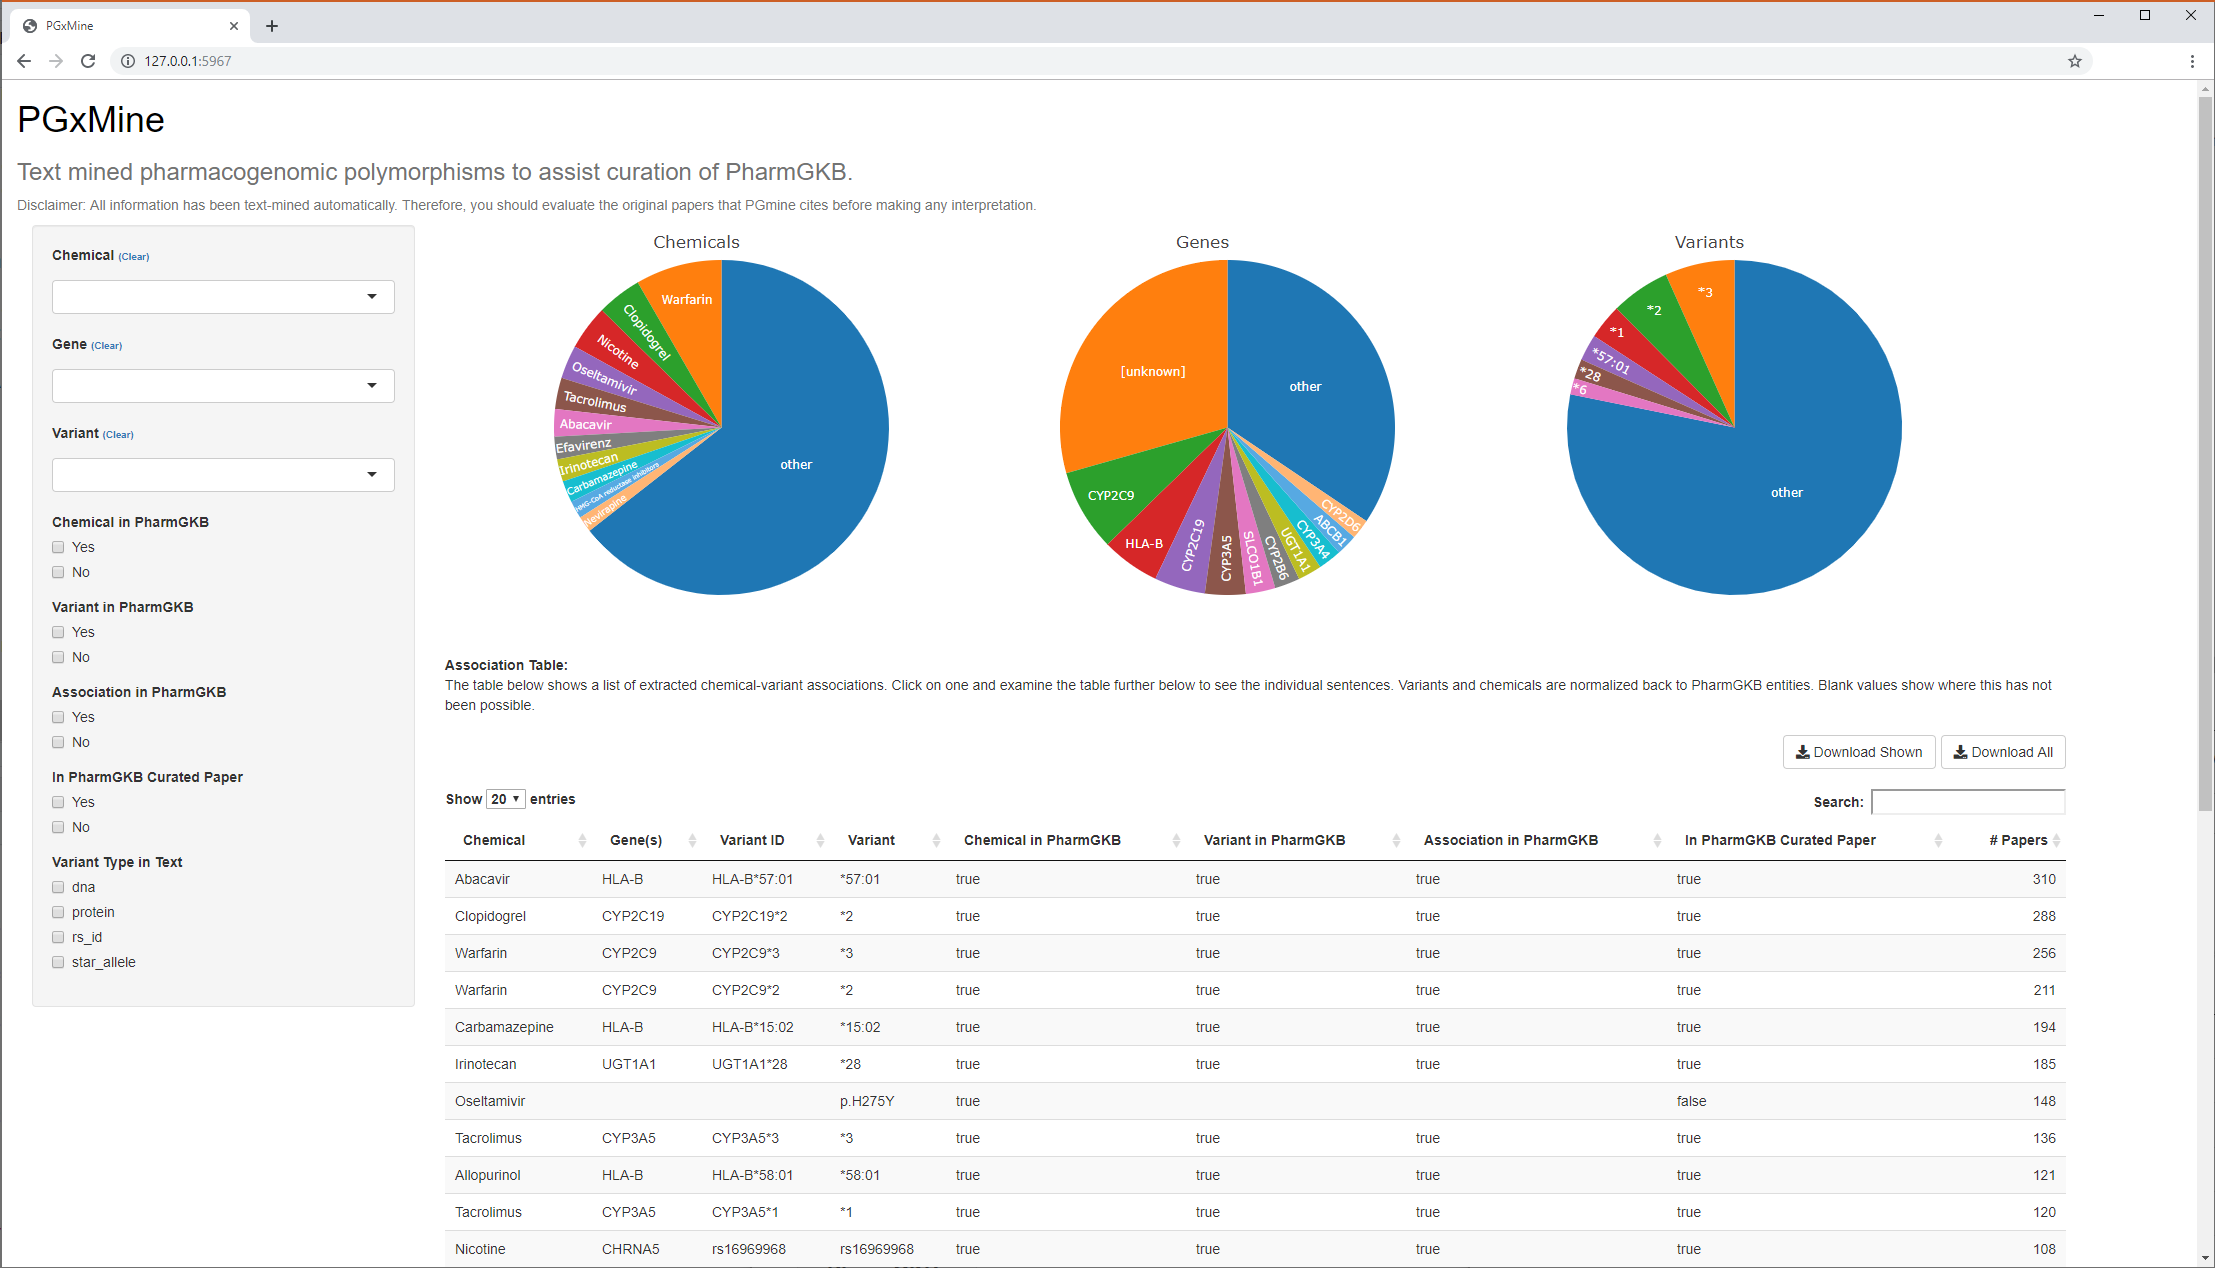 PGxMine
127.0.0.1:5967
PGxMine
Text mined pharmacogenomic polymorphisms to assist curation of PharmGKB.
Disclaimer: All information has been text-mined automatically. Therefore, you should evaluate the original papers that PGmine cites before making any interpretation.
Chemical (Clear)
Gene (Clear)
Variant (Clear)
Chemical in PharmGKB
Yes
No
Variant in PharmGKB
Yes
No
Association in PharmGKB
Yes
No
In PharmGKB Curated Paper
Yes
No
Variant Type in Text
dna
protein
rs_id
star_allele
Chemicals
Warfarin
Clopidogrel
Nicotine
Oseltamivir
Tacrolimus
Abacavir
Efavirenz
Irinotecan
Carbamazepine
HMG-CoA reductase inhibitors
Nevirapine
other
Genes
[unknown]
other
CYP2C9
HLA-B
CYP2C19
CYP3A5
SLCO1B1
CYP2B6
UGT1A1
CYP3A4
ABCB1
CYP2D6
Variants
*3
*2
*1
*57:01
*28
*6
other
Association Table:
The table below shows a list of extracted chemical-variant associations. Click on one and examine the table further below to see the individual sentences. Variants and chemicals are normalized back to PharmGKB entities. Blank values show where this has not
been possible.
Download Shown Download All
Show 20 entries Search:
Chemical Gene(s) Variant ID Variant Chemical in PharmGKB Variant in PharmGKB Association in PharmGKB In PharmGKB Curated Paper # Papers
Abacavir HLA-B HLA-B*57:01 *57:01 true true true true 310
Clopidogrel CYP2C19 CYP2C19*2 *2 true true true true 288
Warfarin CYP2C9 CYP2C9*3 *3 true true true true 256
Warfarin CYP2C9 CYP2C9*2 *2 true true true true 211
Carbamazepine HLA-B HLA-B*15:02 *15:02 true true true true 194
Irinotecan UGT1A1 UGT1A1*28 *28 true true true true 185
Oseltamivir p.H275Y true false 148
Tacrolimus CYP3A5 CYP3A5*3 *3 true true true true 136
Allopurinol HLA-B HLA-B*58:01 *58:01 true true true true 121
Tacrolimus CYP3A5 CYP3A5*1 *1 true true true true 120
Nicotine CHRNA5 rs16969968 rs16969968 true true true true 108